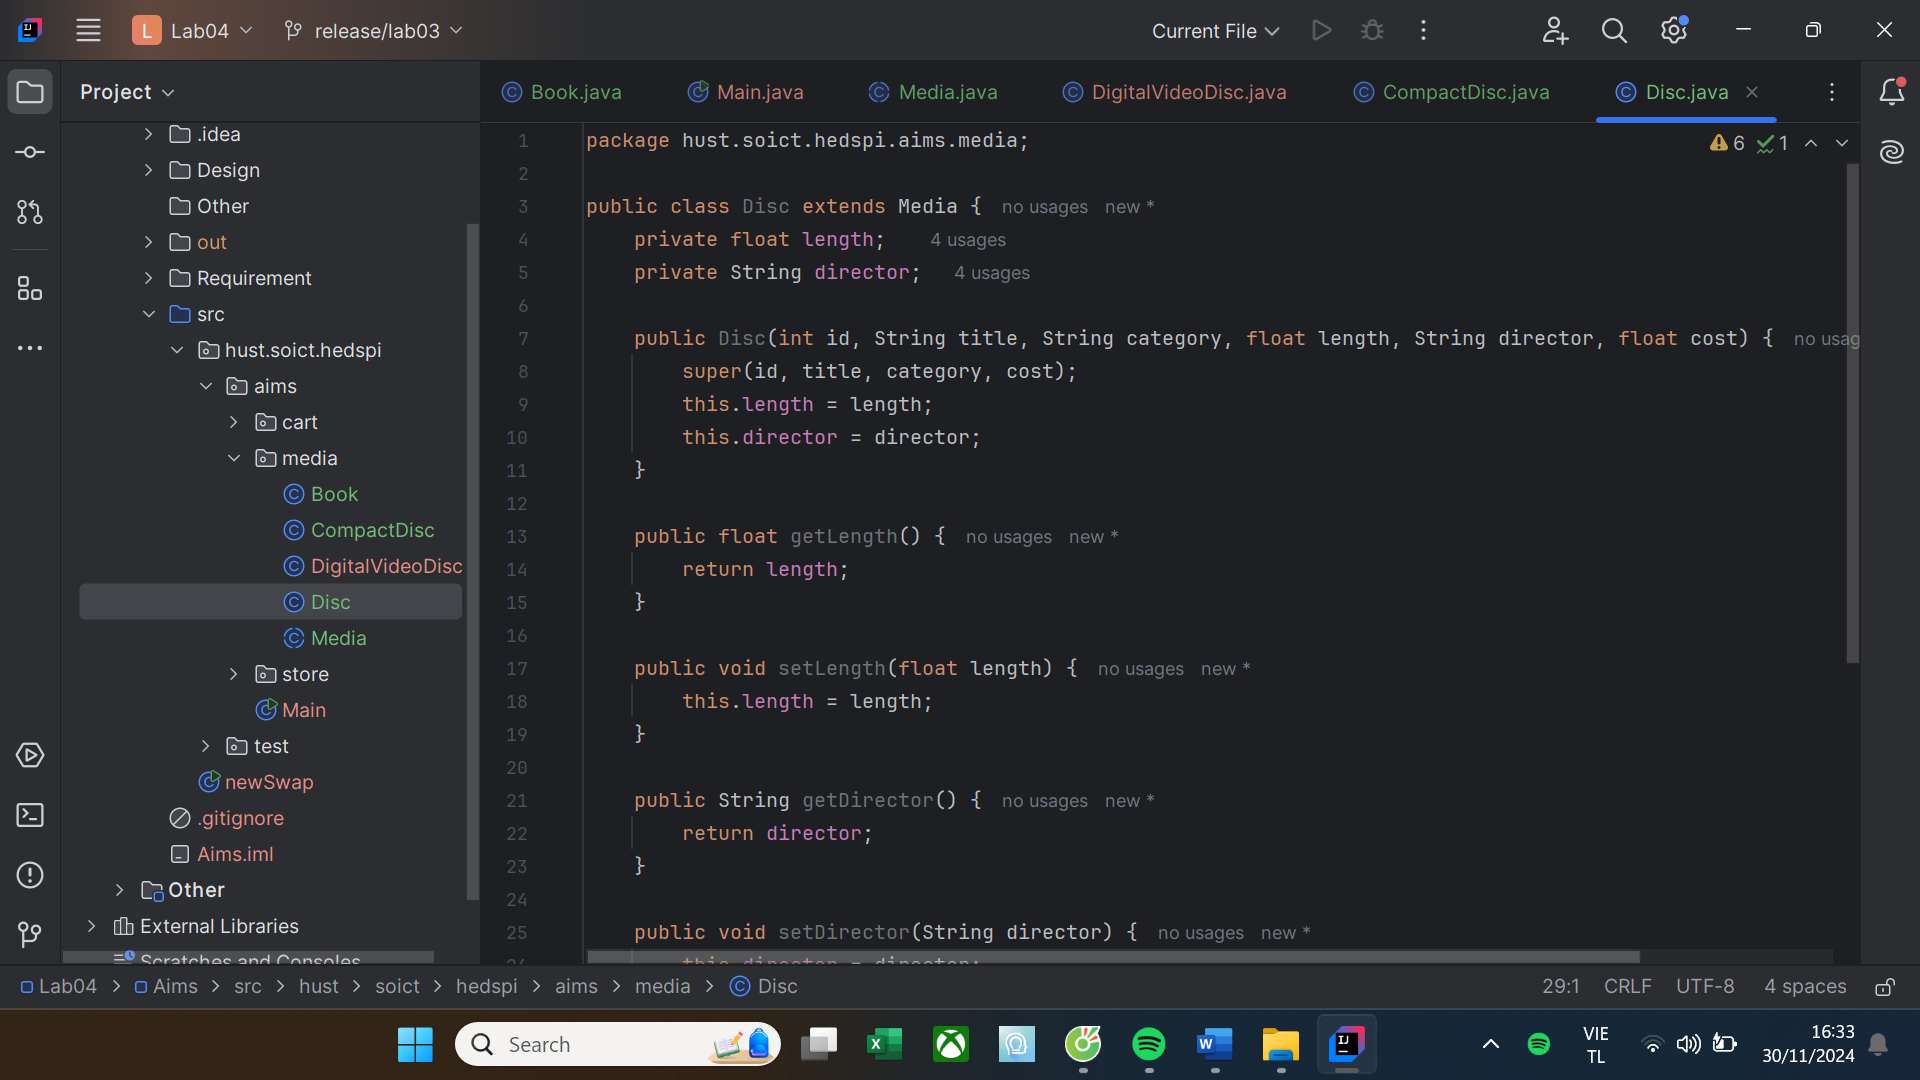 L Lab04 release/lab03 Current File
Project
Book.java Main.java Media.java DigitalVideoDisc.java CompactDisc.java Disc.java
.idea
Design
Other
out
Requirement
src
hust.soict.hedspi
aims
cart
media
Book
CompactDisc
DigitalVideoDisc
Disc
Media
store
Main
test
newSwap
.gitignore
Aims.iml
Other
External Libraries
Scratches and Consoles
6 1
1 package hust.soict.hedspi.aims.media;
2
3 public class Disc extends Media { no usages new *
4 private float length; 4 usages
5 private String director; 4 usages
6
7 public Disc(int id, String title, String category, float length, String director, float cost) { no usag
8 super(id, title, category, cost);
9 this.length = length;
10 this.director = director;
11 }
12
13 public float getLength() { no usages new *
14 return length;
15 }
16
17 public void setLength(float length) { no usages new *
18 this.length = length;
19 }
20
21 public String getDirector() { no usages new *
22 return director;
23 }
24
25 public void setDirector(String director) { no usages new *
26 this.director = director;
Lab04 > Aims > src > hust > soict > hedspi > aims > media > Disc 29:1 CRLF UTF-8 4 spaces
Search
VIE
TL
16:33
30/11/2024